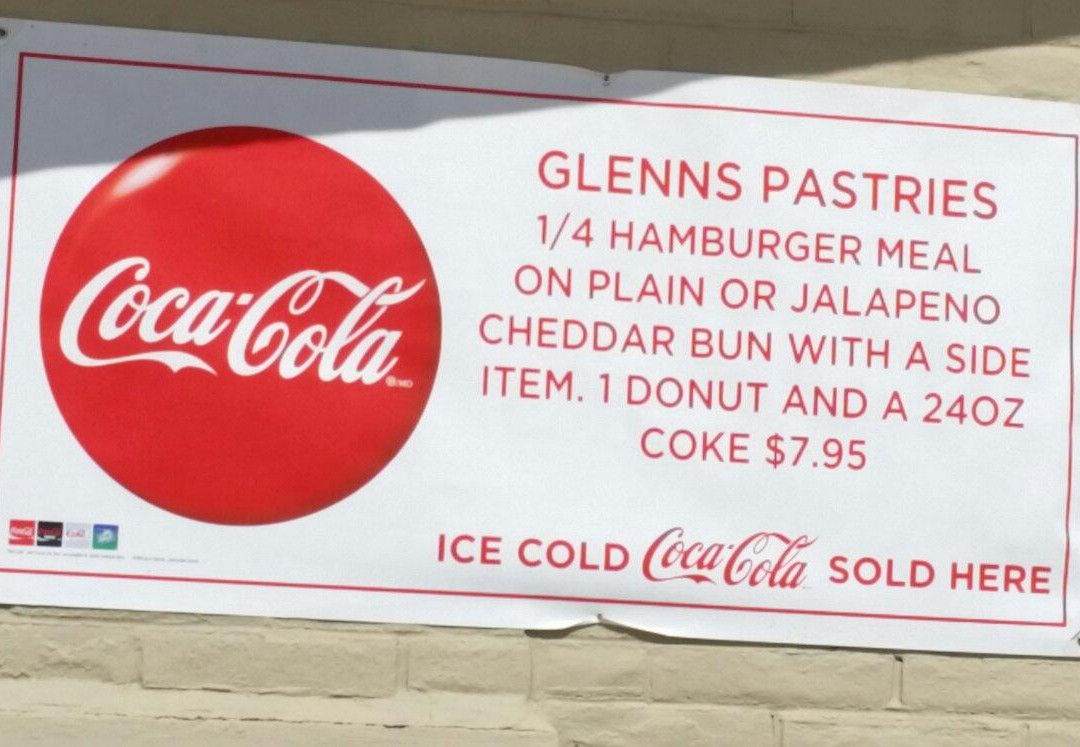 Coca-Cola
GLENNS PASTRIES
1/4 HAMBURGER MEAL
ON PLAIN OR JALAPENO
CHEDDAR BUN WITH A SIDE
ITEM. 1 DONUT AND A 24OZ
COKE $7.95
ICE COLD Coca-Cola SOLD HERE